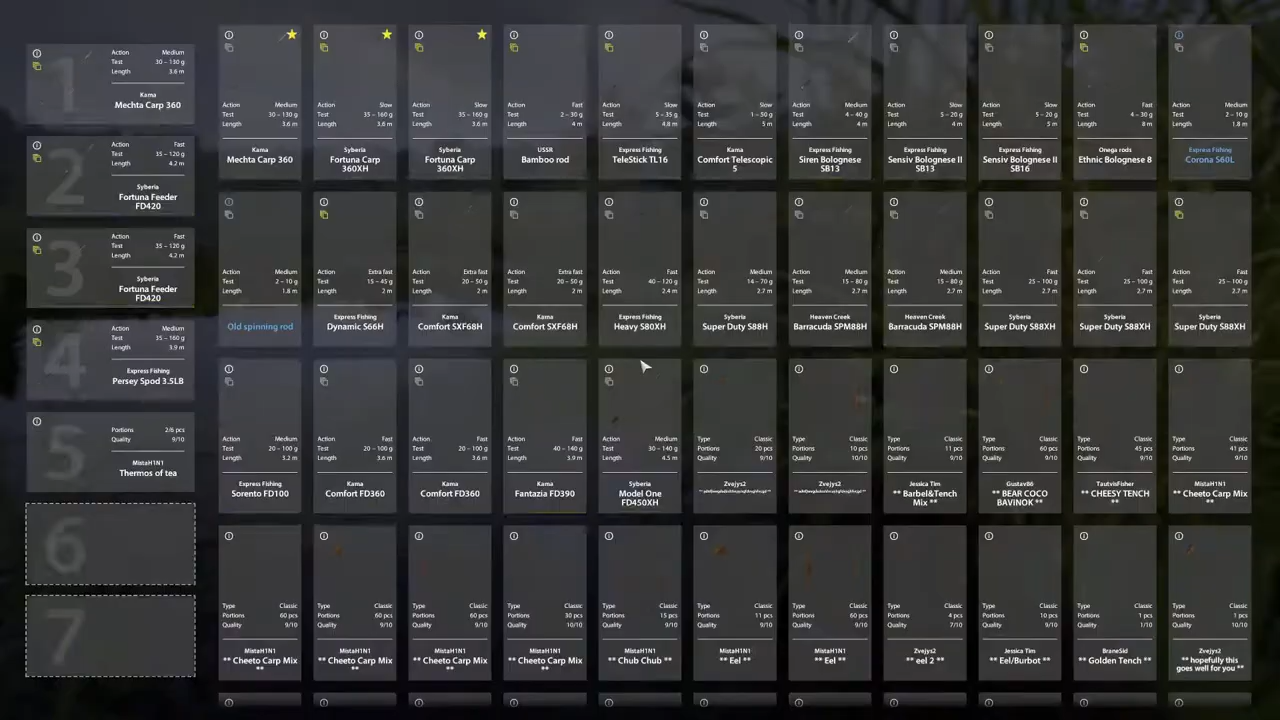 1
Action Medium
Test 30 – 130 g
Length 3.6 m
Kama
Mechta Carp 360
2
Action Fast
Test 35 – 120 g
Length 4.2 m
Syberia
Fortuna Feeder
FD420
3
Action Fast
Test 35 – 120 g
Length 4.2 m
Syberia
Fortuna Feeder
FD420
4
Action Medium
Test 35 – 160 g
Length 3.9 m
Express Fishing
Persey Spod 3.5LB
5
Portions 2/6 pcs
Quality 9/10
MistaH1N1
Thermos of tea
6
7
Action Medium
Test 30 – 130 g
Length 3.6 m
Kama
Mechta Carp 360
Action Slow
Test 35 – 160 g
Length 3.6 m
Syberia
Fortuna Carp
360XH
Action Slow
Test 35 – 160 g
Length 3.6 m
Syberia
Fortuna Carp
360XH
Action Fast
Test 2 – 30 g
Length 4 m
USSR
Bamboo rod
Action Slow
Test 5 – 35 g
Length 4.8 m
Express Fishing
TeleStick TL16
Action Slow
Test 1 – 30 g
Length 5 m
Kama
Comfort Telescopic
5
Action Medium
Test 4 – 40 g
Length 4 m
Express Fishing
Siren Bolognese
SB13
Action Slow
Test 5 – 20 g
Length 4 m
Express Fishing
Sensiv Bolognese II
SB13
Action Slow
Test 5 – 20 g
Length 5 m
Express Fishing
Sensiv Bolognese II
SB16
Action Fast
Test 4 – 30 g
Length 8 m
Onega rods
Ethnic Bolognese 8
Action Medium
Test 2 – 10 g
Length 1.8 m
Express Fishing
Corona S60L
Action Medium
Test 2 – 10 g
Length 1.8 m
Old spinning rod
Action Extra fast
Test 15 – 45 g
Length 2 m
Express Fishing
Dynamic S66H
Action Extra fast
Test 20 – 50 g
Length 2 m
Kama
Comfort SXF68H
Action Extra fast
Test 20 – 50 g
Length 2 m
Kama
Comfort SXF68H
Action Fast
Test 40 – 120 g
Length 2.4 m
Express Fishing
Heavy S80XH
Action Fast
Test 14 – 70 g
Length 2.7 m
Syberia
Super Duty S88H
Action Medium
Test 15 – 80 g
Length 2.7 m
Heaven Creek
Barracuda SPM88H
Action Medium
Test 15 – 80 g
Length 2.7 m
Heaven Creek
Barracuda SPM88H
Action Fast
Test 25 – 100 g
Length 2.7 m
Syberia
Super Duty S88XH
Action Fast
Test 25 – 100 g
Length 2.7 m
Syberia
Super Duty S88XH
Action Fast
Test 25 – 100 g
Length 2.7 m
Syberia
Super Duty S88XH
Action Medium
Test 20 – 100 g
Length 3.2 m
Express Fishing
Sorento FD100
Action Fast
Test 20 – 100 g
Length 3.6 m
Kama
Comfort FD360
Action Fast
Test 20 – 100 g
Length 3.6 m
Kama
Comfort FD360
Action Fast
Test 40 – 140 g
Length 3.9 m
Kama
Fantazia FD390
Action Medium
Test 30 – 140 g
Length 4.5 m
Syberia
Model One
FD450XH
Type Classic
Portions 20 pcs
Quality 9/10
Zvejys2
Type Classic
Portions 10 pcs
Quality 9/10
Zvejys2
Type Classic
Portions 11 pcs
Quality 9/10
Jessica Tim
** Barbel&Tench
Mix **
Type Classic
Portions 60 pcs
Quality 9/10
Gustav86
** BEAR COCO
BAVINOK **
Type Classic
Portions 45 pcs
Quality 9/10
TautvisFisher
** CHEESY TENCH
**
Type Classic
Portions 41 pcs
Quality 9/10
MistaH1N1
** Cheeto Carp Mix
**
Type Classic
Portions 60 pcs
Quality 9/10
MistaH1N1
** Cheeto Carp Mix
**
Type Classic
Portions 60 pcs
Quality 9/10
MistaH1N1
** Cheeto Carp Mix
**
Type Classic
Portions 60 pcs
Quality 9/10
MistaH1N1
** Cheeto Carp Mix
**
Type Classic
Portions 30 pcs
Quality 10/10
MistaH1N1
** Cheeto Carp Mix
**
Type Classic
Portions 15 pcs
Quality 9/10
MistaH1N1
** Chub Chub **
Type Classic
Portions 11 pcs
Quality 9/10
MistaH1N1
** Eel **
Type Classic
Portions 60 pcs
Quality 9/10
MistaH1N1
** Eel **
Type Classic
Portions 4 pcs
Quality 7/10
Zvejys2
** eel 2 **
Type Classic
Portions 10 pcs
Quality 9/10
Jessica Tim
** Eel/Burbot **
Type Classic
Portions 1 pcs
Quality 1/10
BraneSld
** Golden Tench **
Type Classic
Portions 1 pcs
Quality 10/10
Zvejys2
** hopefully this
goes well for you **